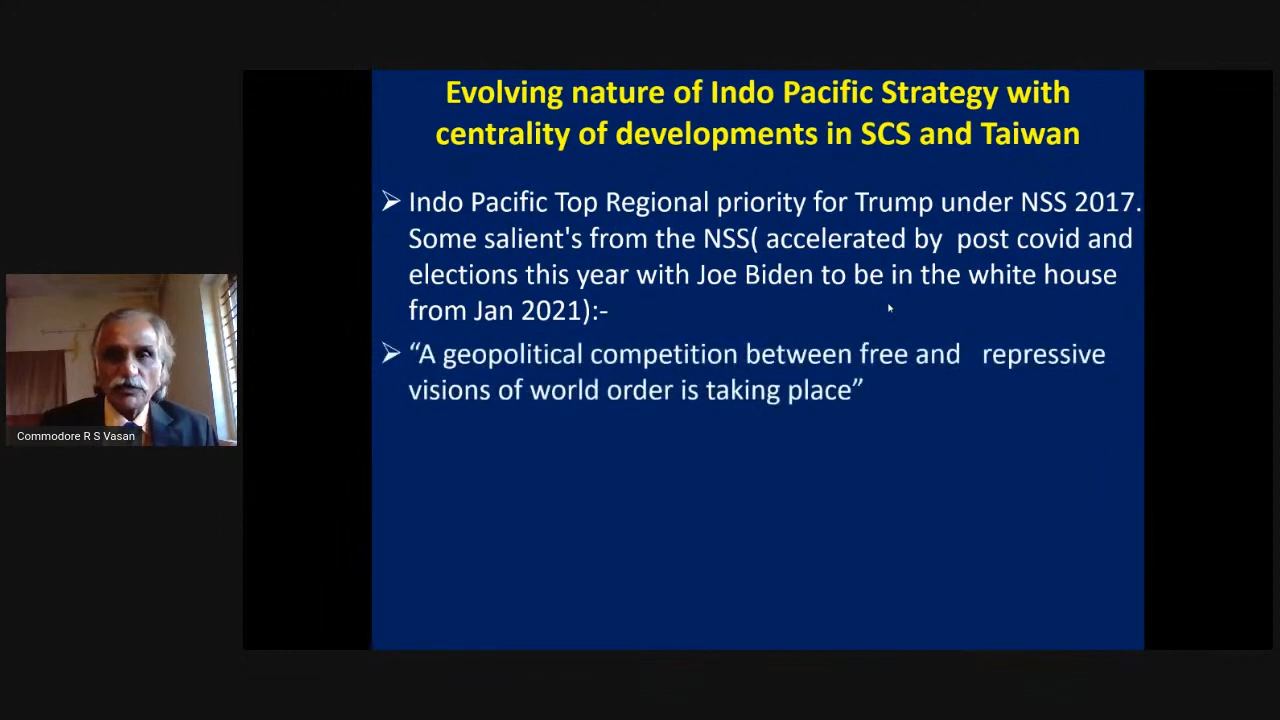 Evolving nature of Indo Pacific Strategy with
centrality of developments in SCS and Taiwan
➢ Indo Pacific Top Regional priority for Trump under NSS 2017.
Some salient's from the NSS( accelerated by  post covid and
elections this year with Joe Biden to be in the white house
from Jan 2021):-
➢ “A geopolitical competition between free and   repressive
visions of world order is taking place”
Commodore R S Vasan